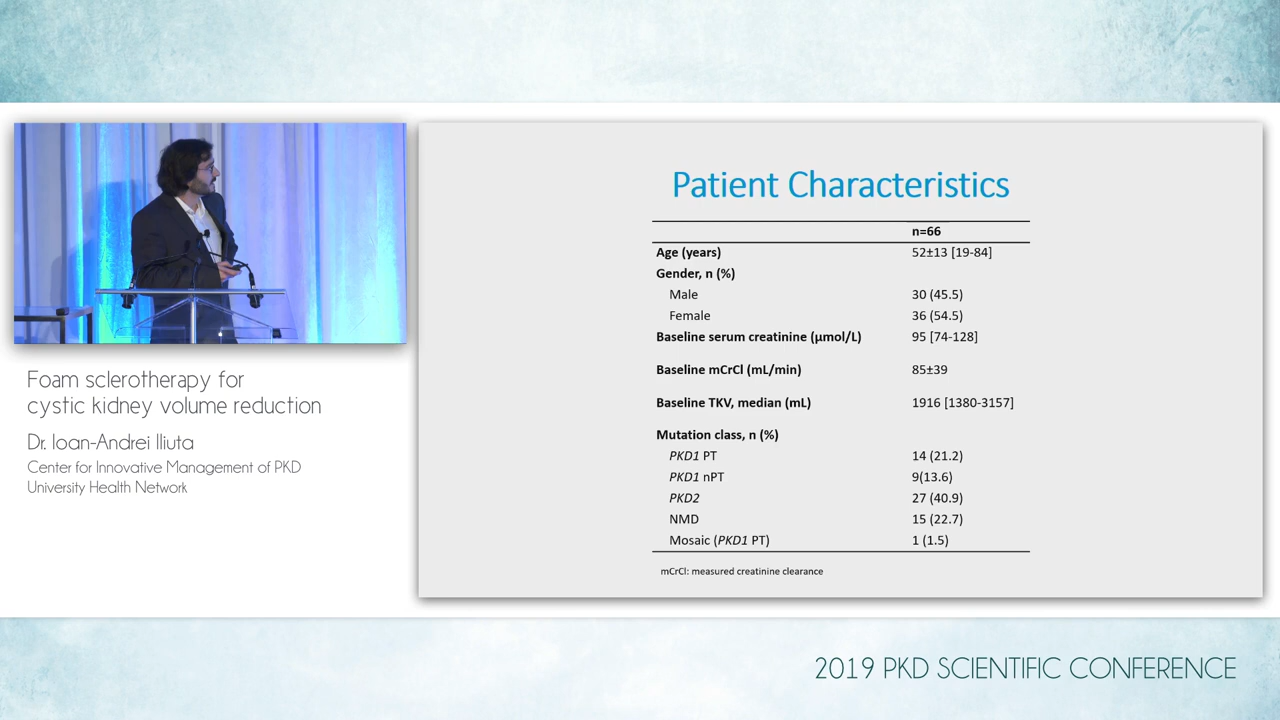 Patient Characteristics
n=66
Age (years) 52±13 [19-84]
Gender, n (%)
Male 30 (45.5)
Female 36 (54.5)
Baseline serum creatinine (µmol/L) 95 [74-128]
Baseline mCrCl (mL/min) 85±39
Baseline TKV, median (mL) 1916 [1380-3157]
Mutation class, n (%)
PKD1 PT 14 (21.2)
PKD1 nPT 9(13.6)
PKD2 27 (40.9)
NMD 15 (22.7)
Mosaic (PKD1 PT) 1 (1.5)
mCrCl: measured creatinine clearance
Foam sclerotherapy for
cystic kidney volume reduction
Dr. Ioan-Andrei Iliuta
Center for Innovative Management of PKD
University Health Network
2019 PKD SCIENTIFIC CONFERENCE